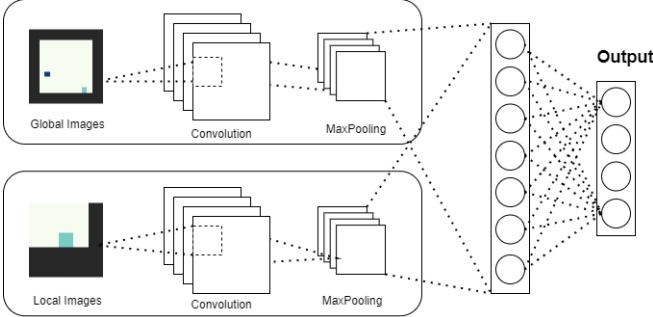 Output
Global Images
Convolution
MaxPooling
Local Images
Convolution
MaxPooling